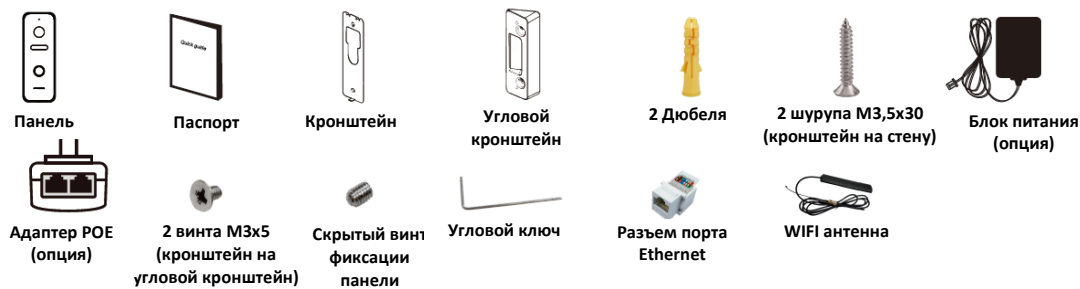 Quick guide
Панель
Паспорт
Кронштейн
Угловой
кронштейн
2 Дюбеля
2 шурупа М3,5х30
(кронштейн на стену)
Блок питания
(опция)
Адаптер POE
(опция)
2 винта М3х5
(кронштейн на
угловой кронштейн)
Скрытый винт
фиксации
панели
Угловой ключ
Разъем порта
Ethernet
WIFI антенна